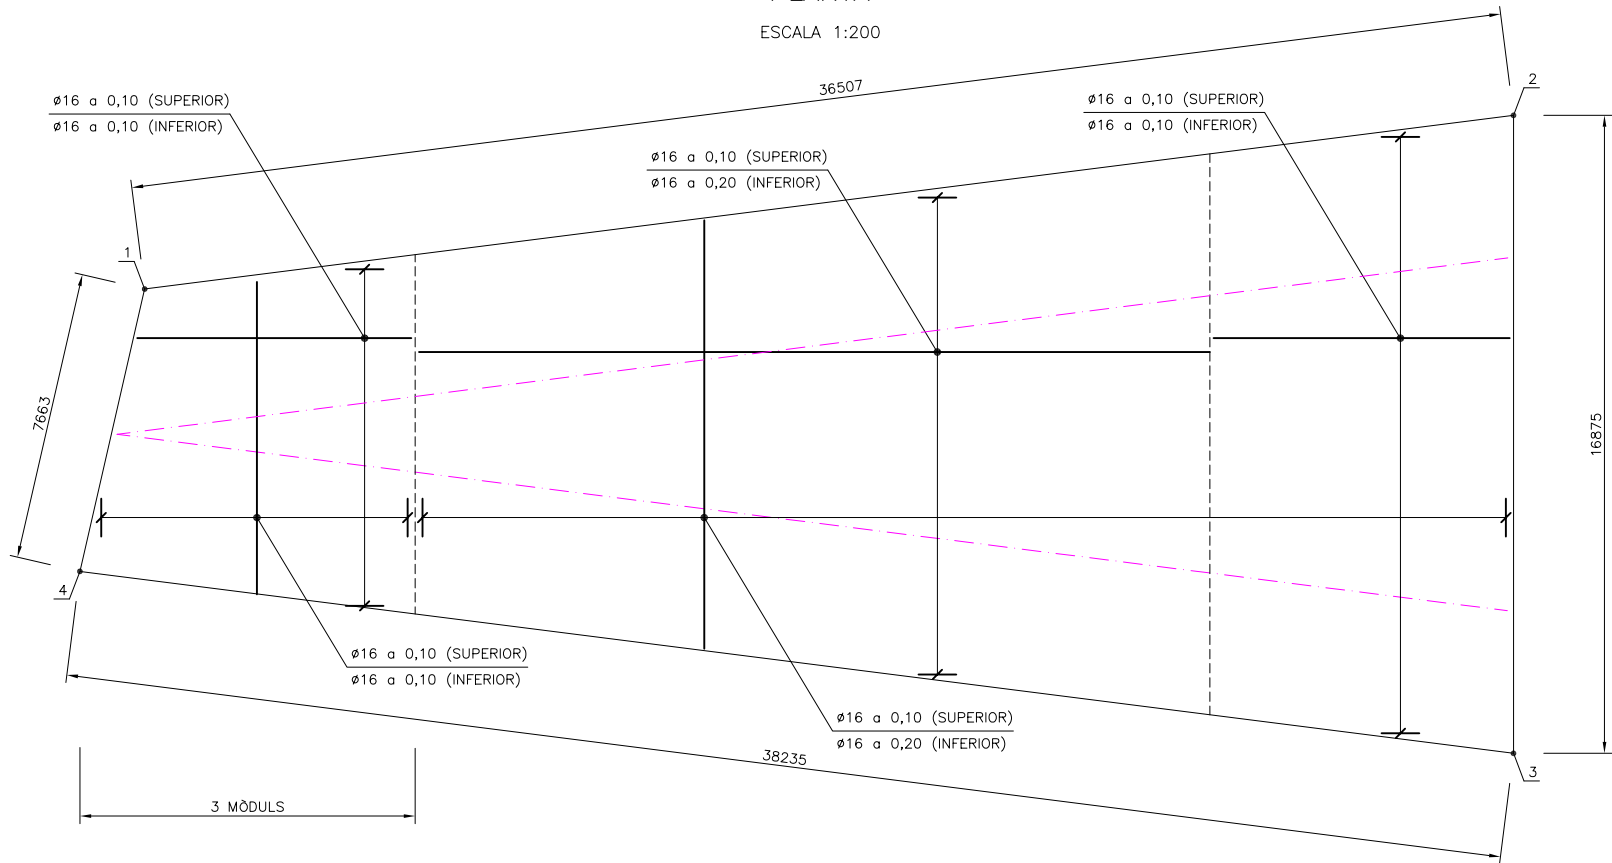 ESCALA 1:200
36507
2
ø16 a 0,10 (SUPERIOR)
ø16 a 0,10 (INFERIOR)
ø16 a 0,10 (SUPERIOR)
ø16 a 0,10 (INFERIOR)
ø16 a 0,10 (SUPERIOR)
ø16 a 0,20 (INFERIOR)
1
7663
16875
4
ø16 a 0,10 (SUPERIOR)
ø16 a 0,10 (INFERIOR)
ø16 a 0,10 (SUPERIOR)
ø16 a 0,20 (INFERIOR)
38235
3
3 MÒDULS